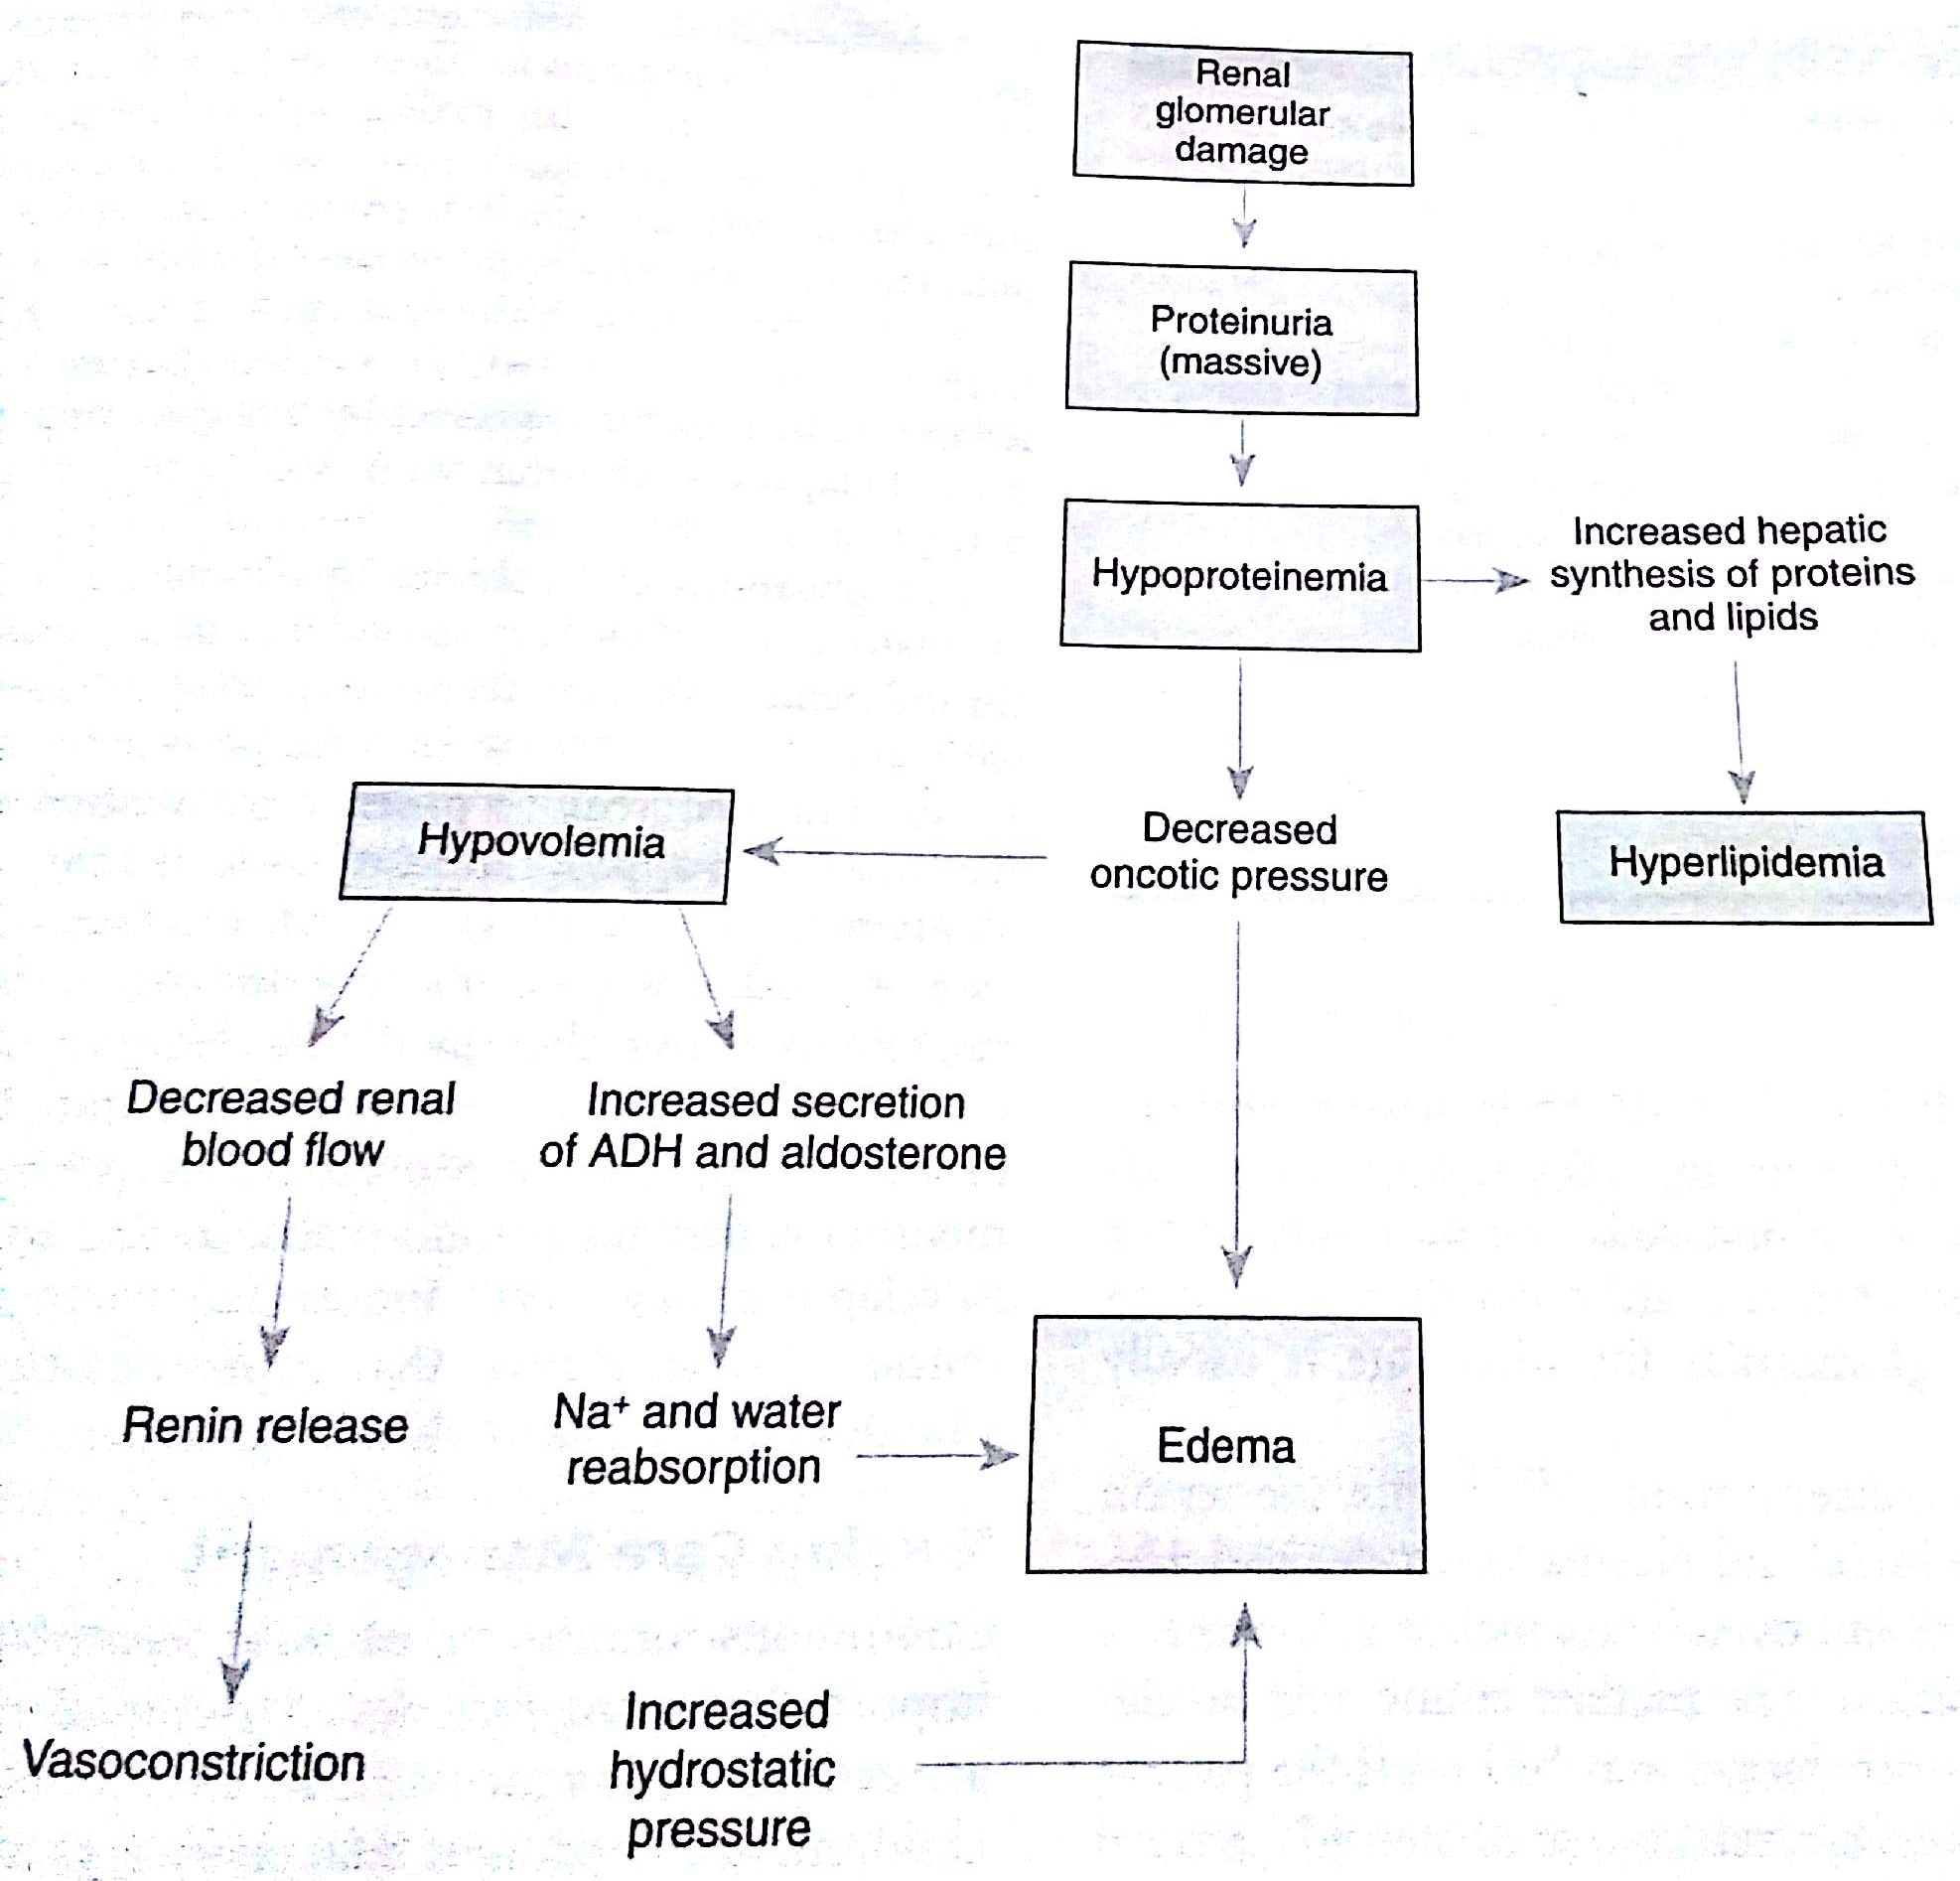 Renal
glomerular
damage
Proteinuria
(massive)
Hypoproteinemia
Increased hepatic
synthesis of proteins
and lipids
Hypovolemia
Decreased
oncotic pressure
Hyperlipidemia
Decreased renal
blood flow
Increased secretion
of ADH and aldosterone
Renin release
Na⁺ and water
reabsorption
Edema
Vasoconstriction
Increased
hydrostatic
pressure